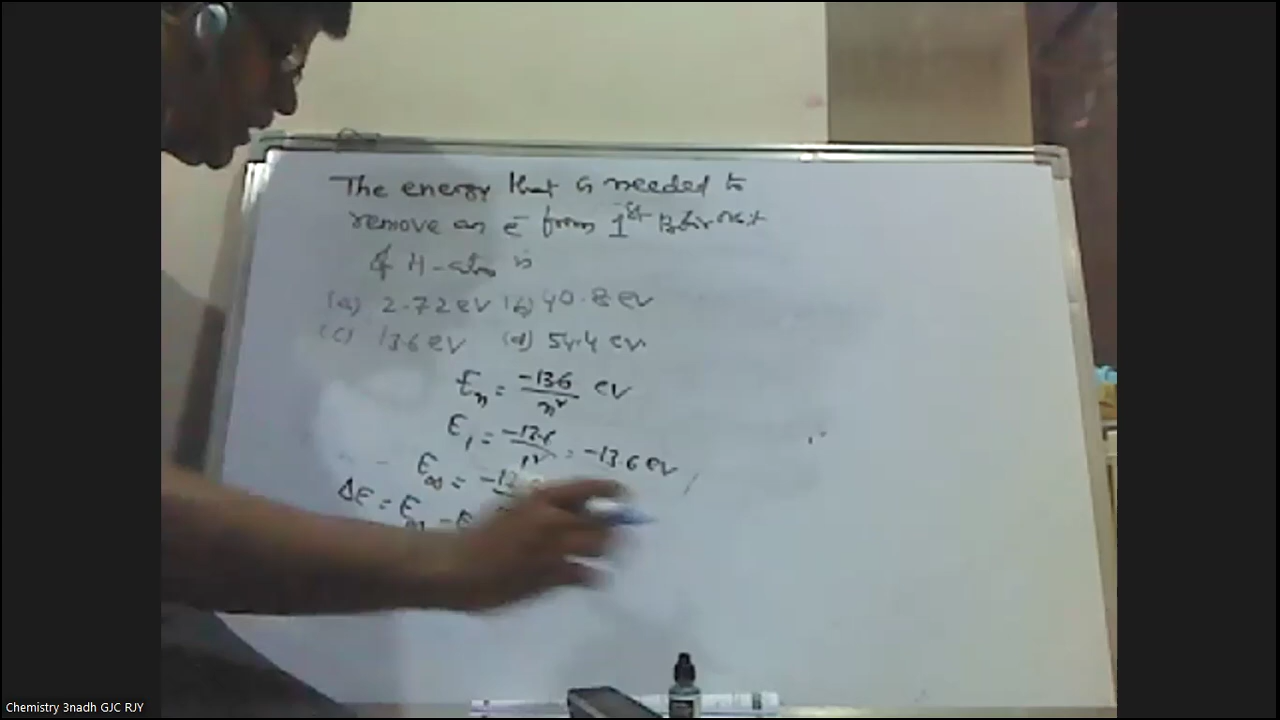 The energy that is needed to
remove an e⁻ from 1st Bohr orbit
of H-atom is
(a) 2.72 eV (b) 40.8 eV
(c) 13.6 eV (d) 54.4 eV
Eₙ = -13.6/n² eV
E₁ = -13.6/1² = -13.6 eV
E∞ = -13
ΔE = E∞ - E
Chemistry 3nadh GJC RJY